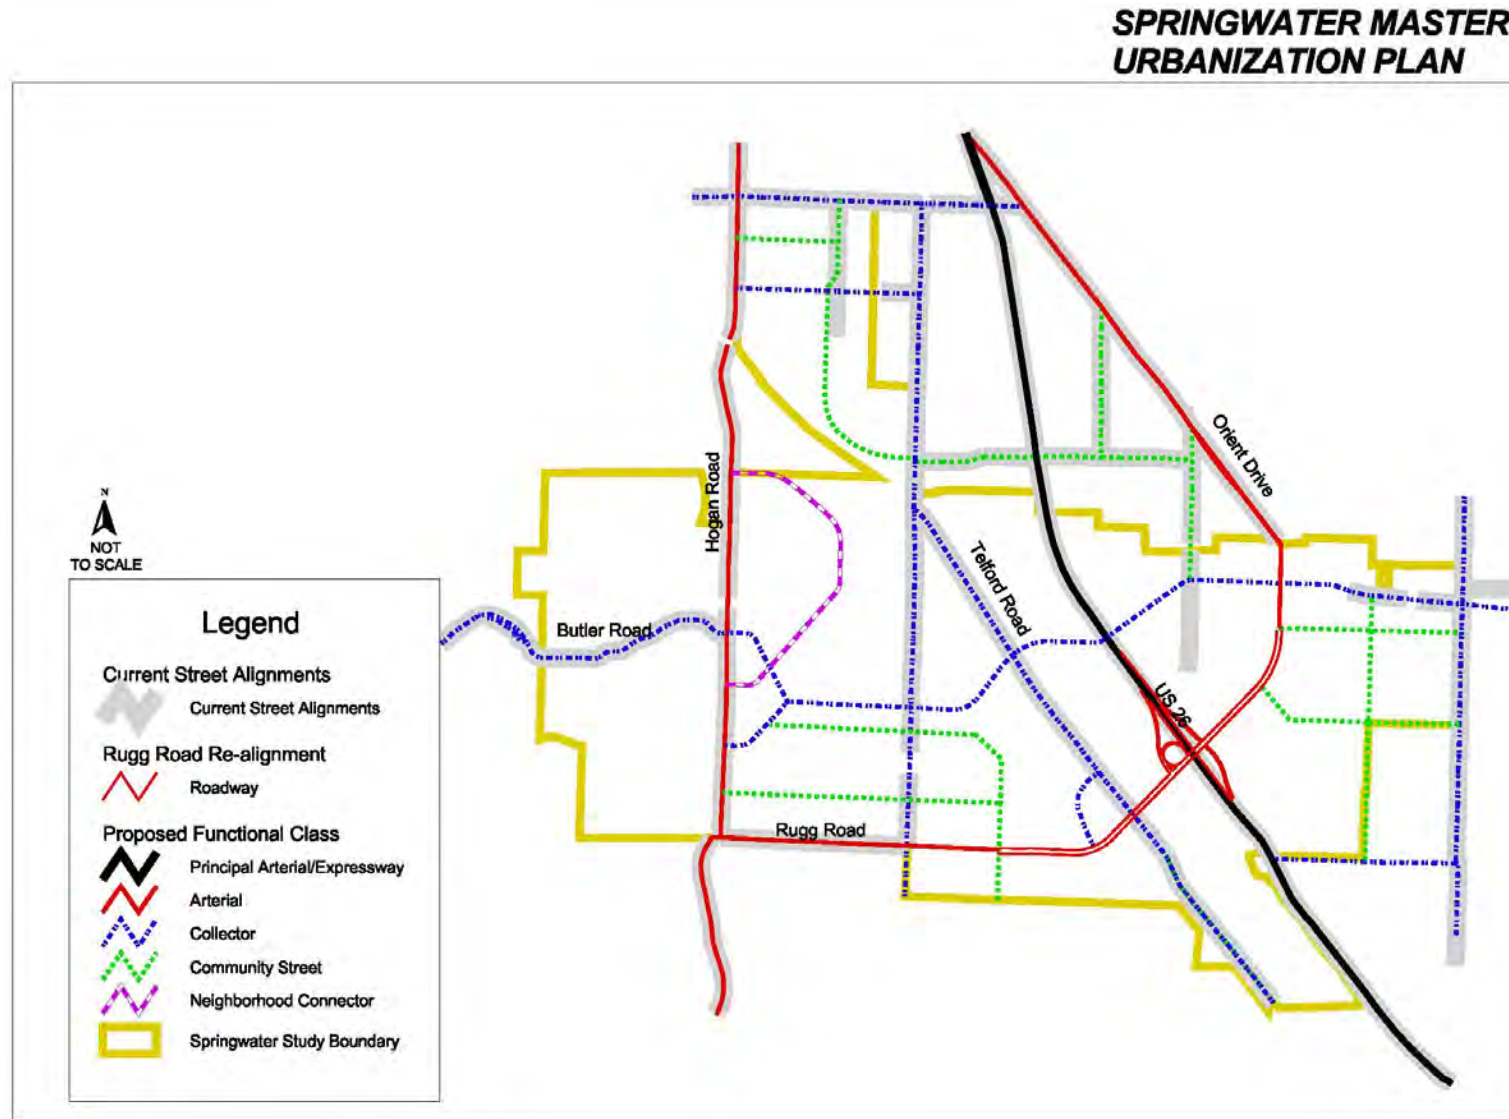 SPRINGWATER MASTER
URBANIZATION PLAN
Orient Drive
Hogan Road
N
NOT
TO SCALE
Telford Road
Butler Road
US 26
Rugg Road
Legend
Current Street Alignments
Current Street Alignments
Rugg Road Re-alignment
Roadway
Proposed Functional Class
Principal Arterial/Expressway
Arterial
Collector
Community Street
Neighborhood Connector
Springwater Study Boundary